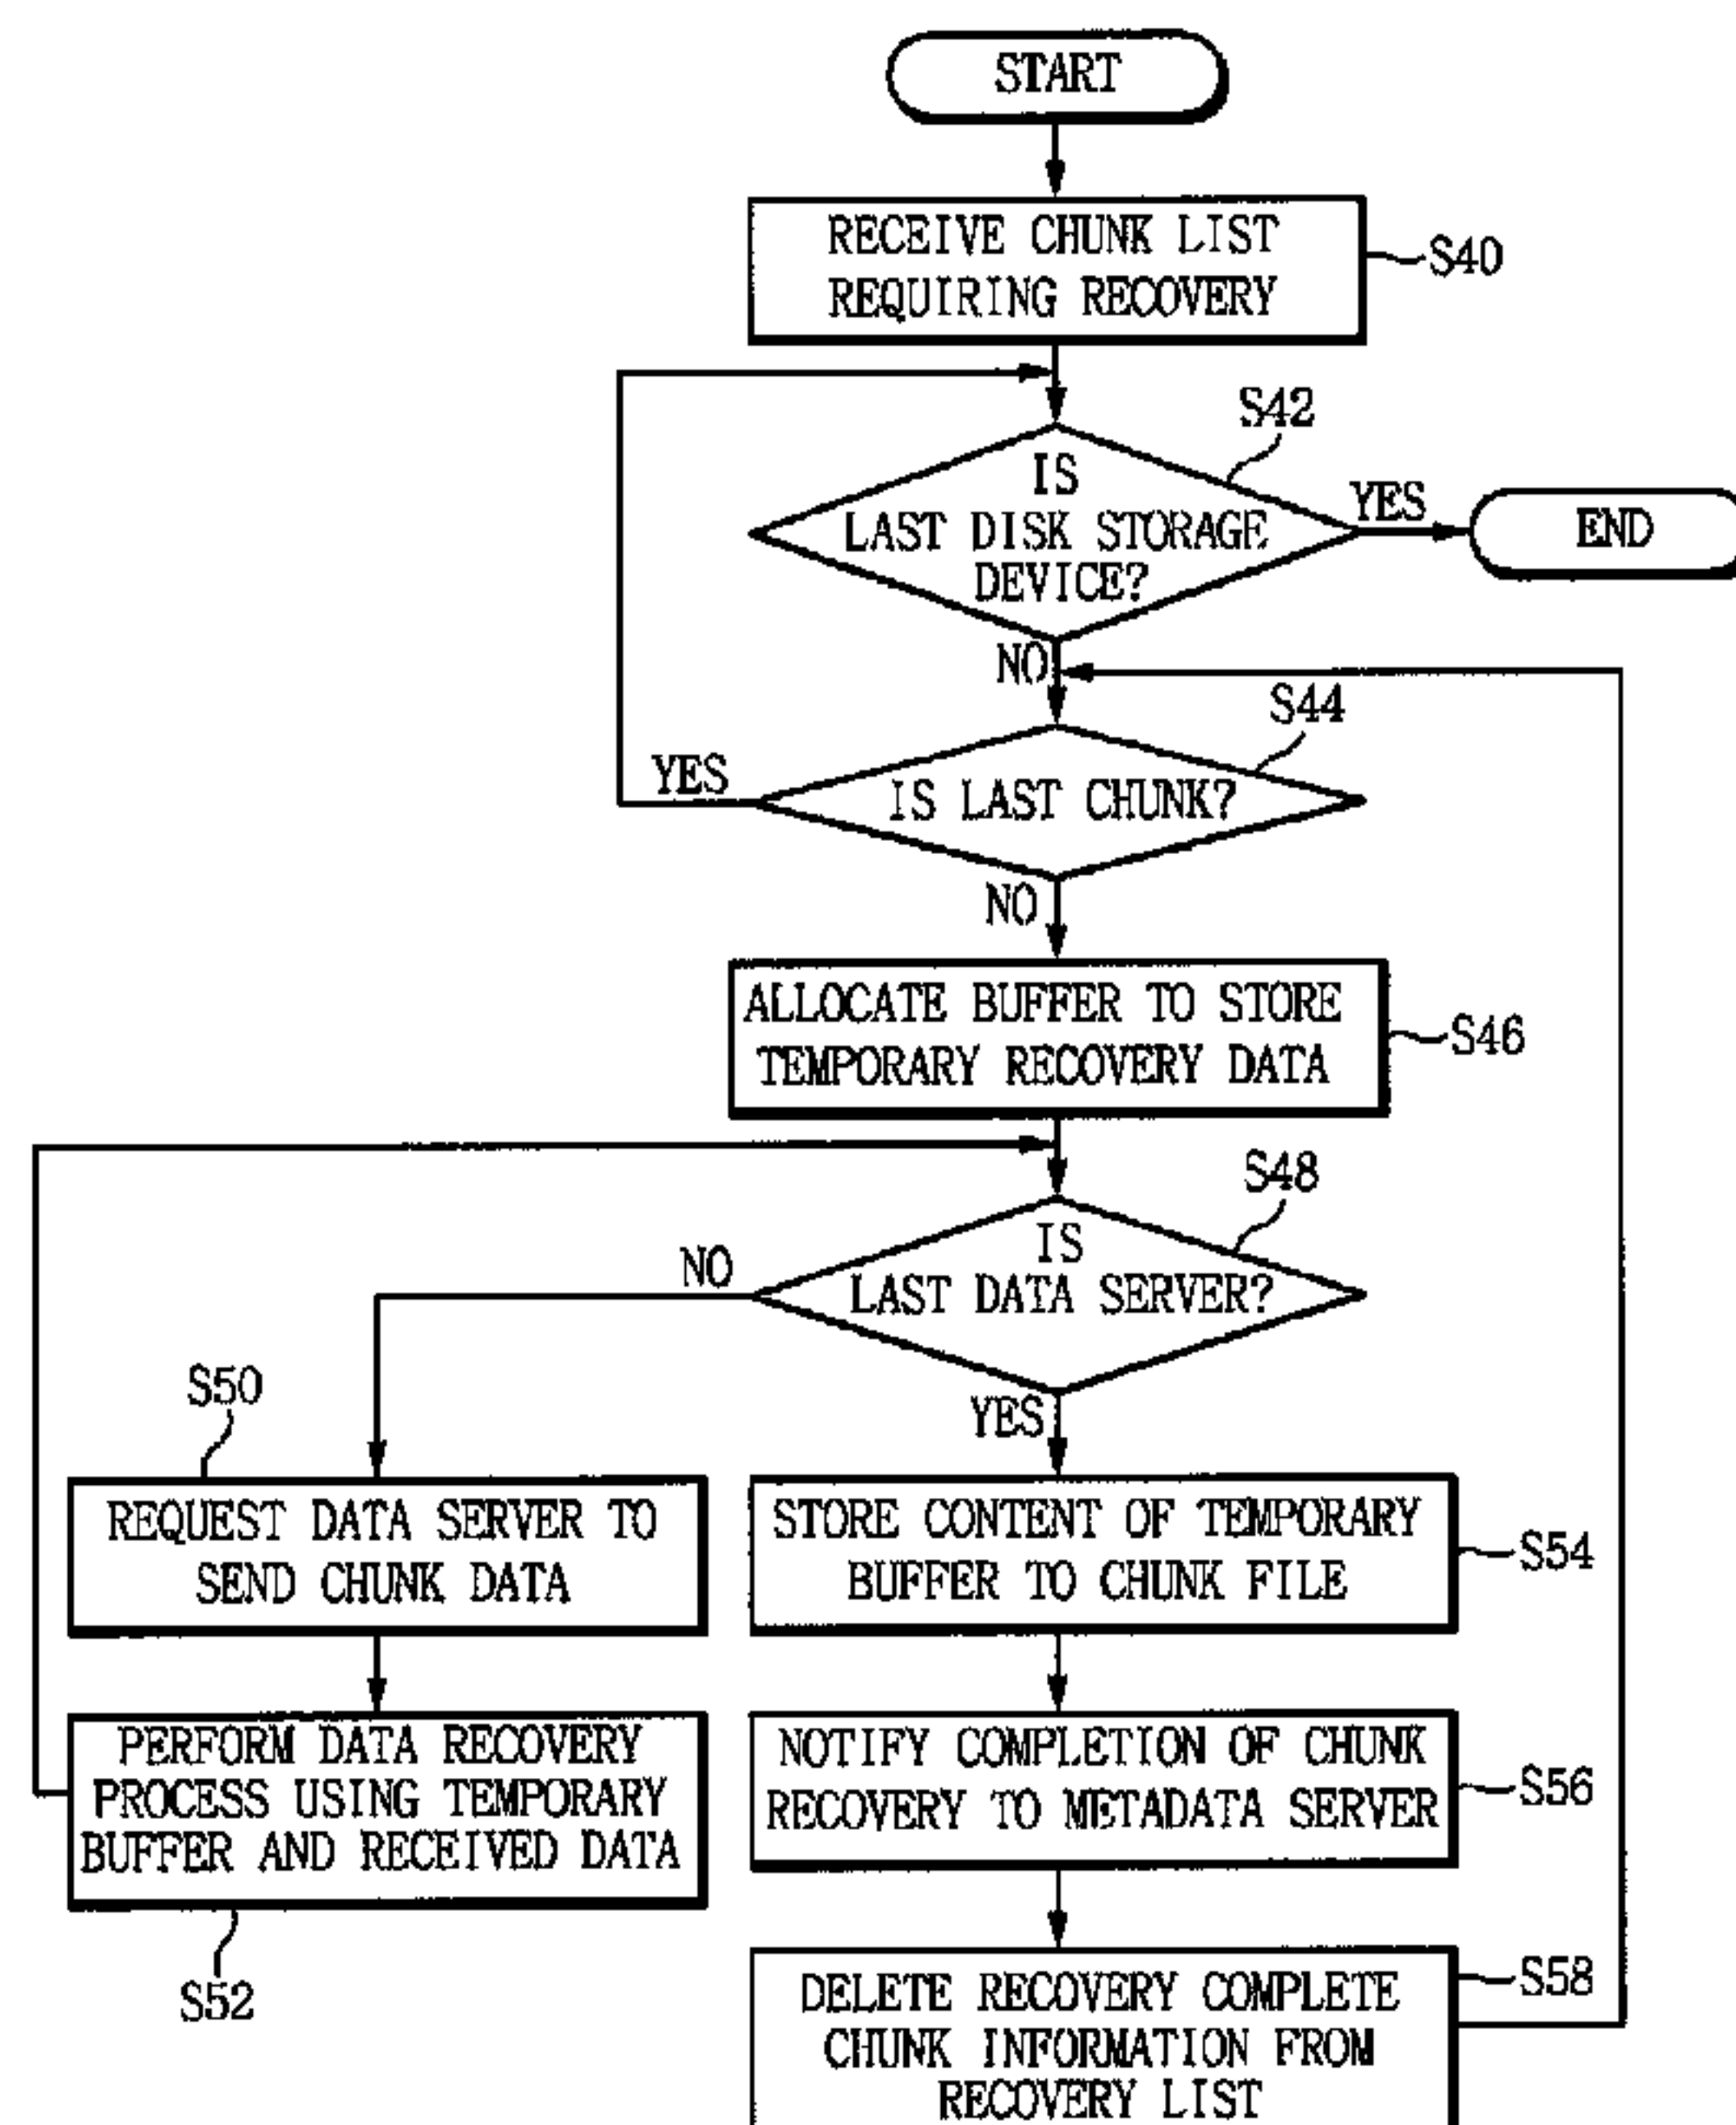 START
RECEIVE CHUNK LIST
REQUIRING RECOVERY
S40
S42
IS
LAST DISK STORAGE
DEVICE?
YES
END
NO
S44
YES
IS LAST CHUNK?
NO
ALLOCATE BUFFER TO STORE
TEMPORARY RECOVERY DATA
S46
S48
IS
LAST DATA SERVER?
NO
YES
S50
REQUEST DATA SERVER TO
SEND CHUNK DATA
STORE CONTENT OF TEMPORARY
BUFFER TO CHUNK FILE
S54
PERFORM DATA RECOVERY
PROCESS USING TEMPORARY
BUFFER AND RECEIVED DATA
S52
NOTIFY COMPLETION OF CHUNK
RECOVERY TO METADATA SERVER
S56
DELETE RECOVERY COMPLETE
CHUNK INFORMATION FROM
RECOVERY LIST
S58